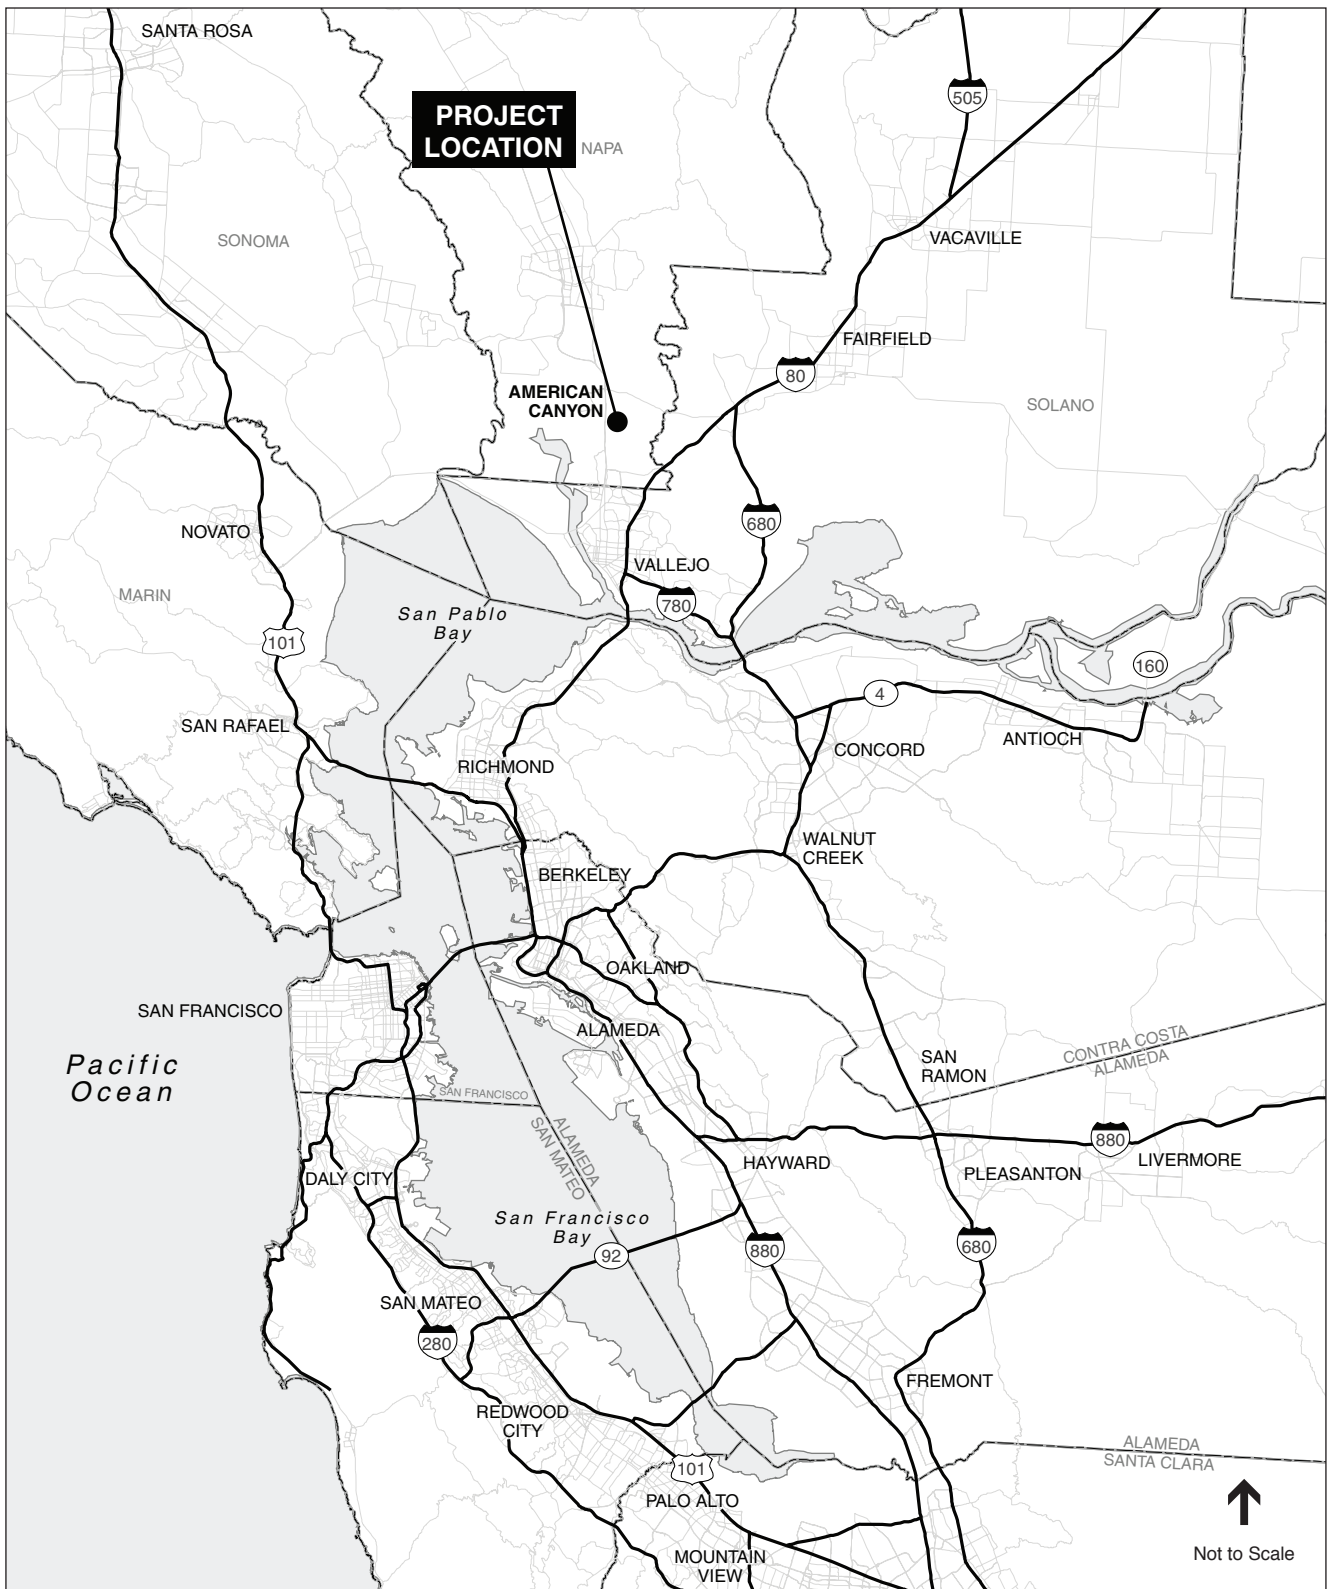 SANTA ROSA
505
PROJECT
LOCATION
NAPA
SONOMA
VACAVILLE
FAIRFIELD
80
AMERICAN
CANYON
SOLANO
NOVATO
680
VALLEJO
MARIN
780
San Pablo
Bay
101
160
4
SAN RAFAEL
CONCORD
ANTIOCH
RICHMOND
WALNUT
CREEK
BERKELEY
OAKLAND
SAN FRANCISCO
ALAMEDA
Pacific
Ocean
SAN
RAMON
CONTRA COSTA
ALAMEDA
SAN FRANCISCO
ALAMEDA
SAN MATEO
880
HAYWARD
LIVERMORE
PLEASANTON
DALY CITY
San Francisco
Bay
92
880
680
SAN MATEO
280
FREMONT
REDWOOD
CITY
ALAMEDA
SANTA CLARA
101
PALO ALTO
Not to Scale
MOUNTAIN
VIEW